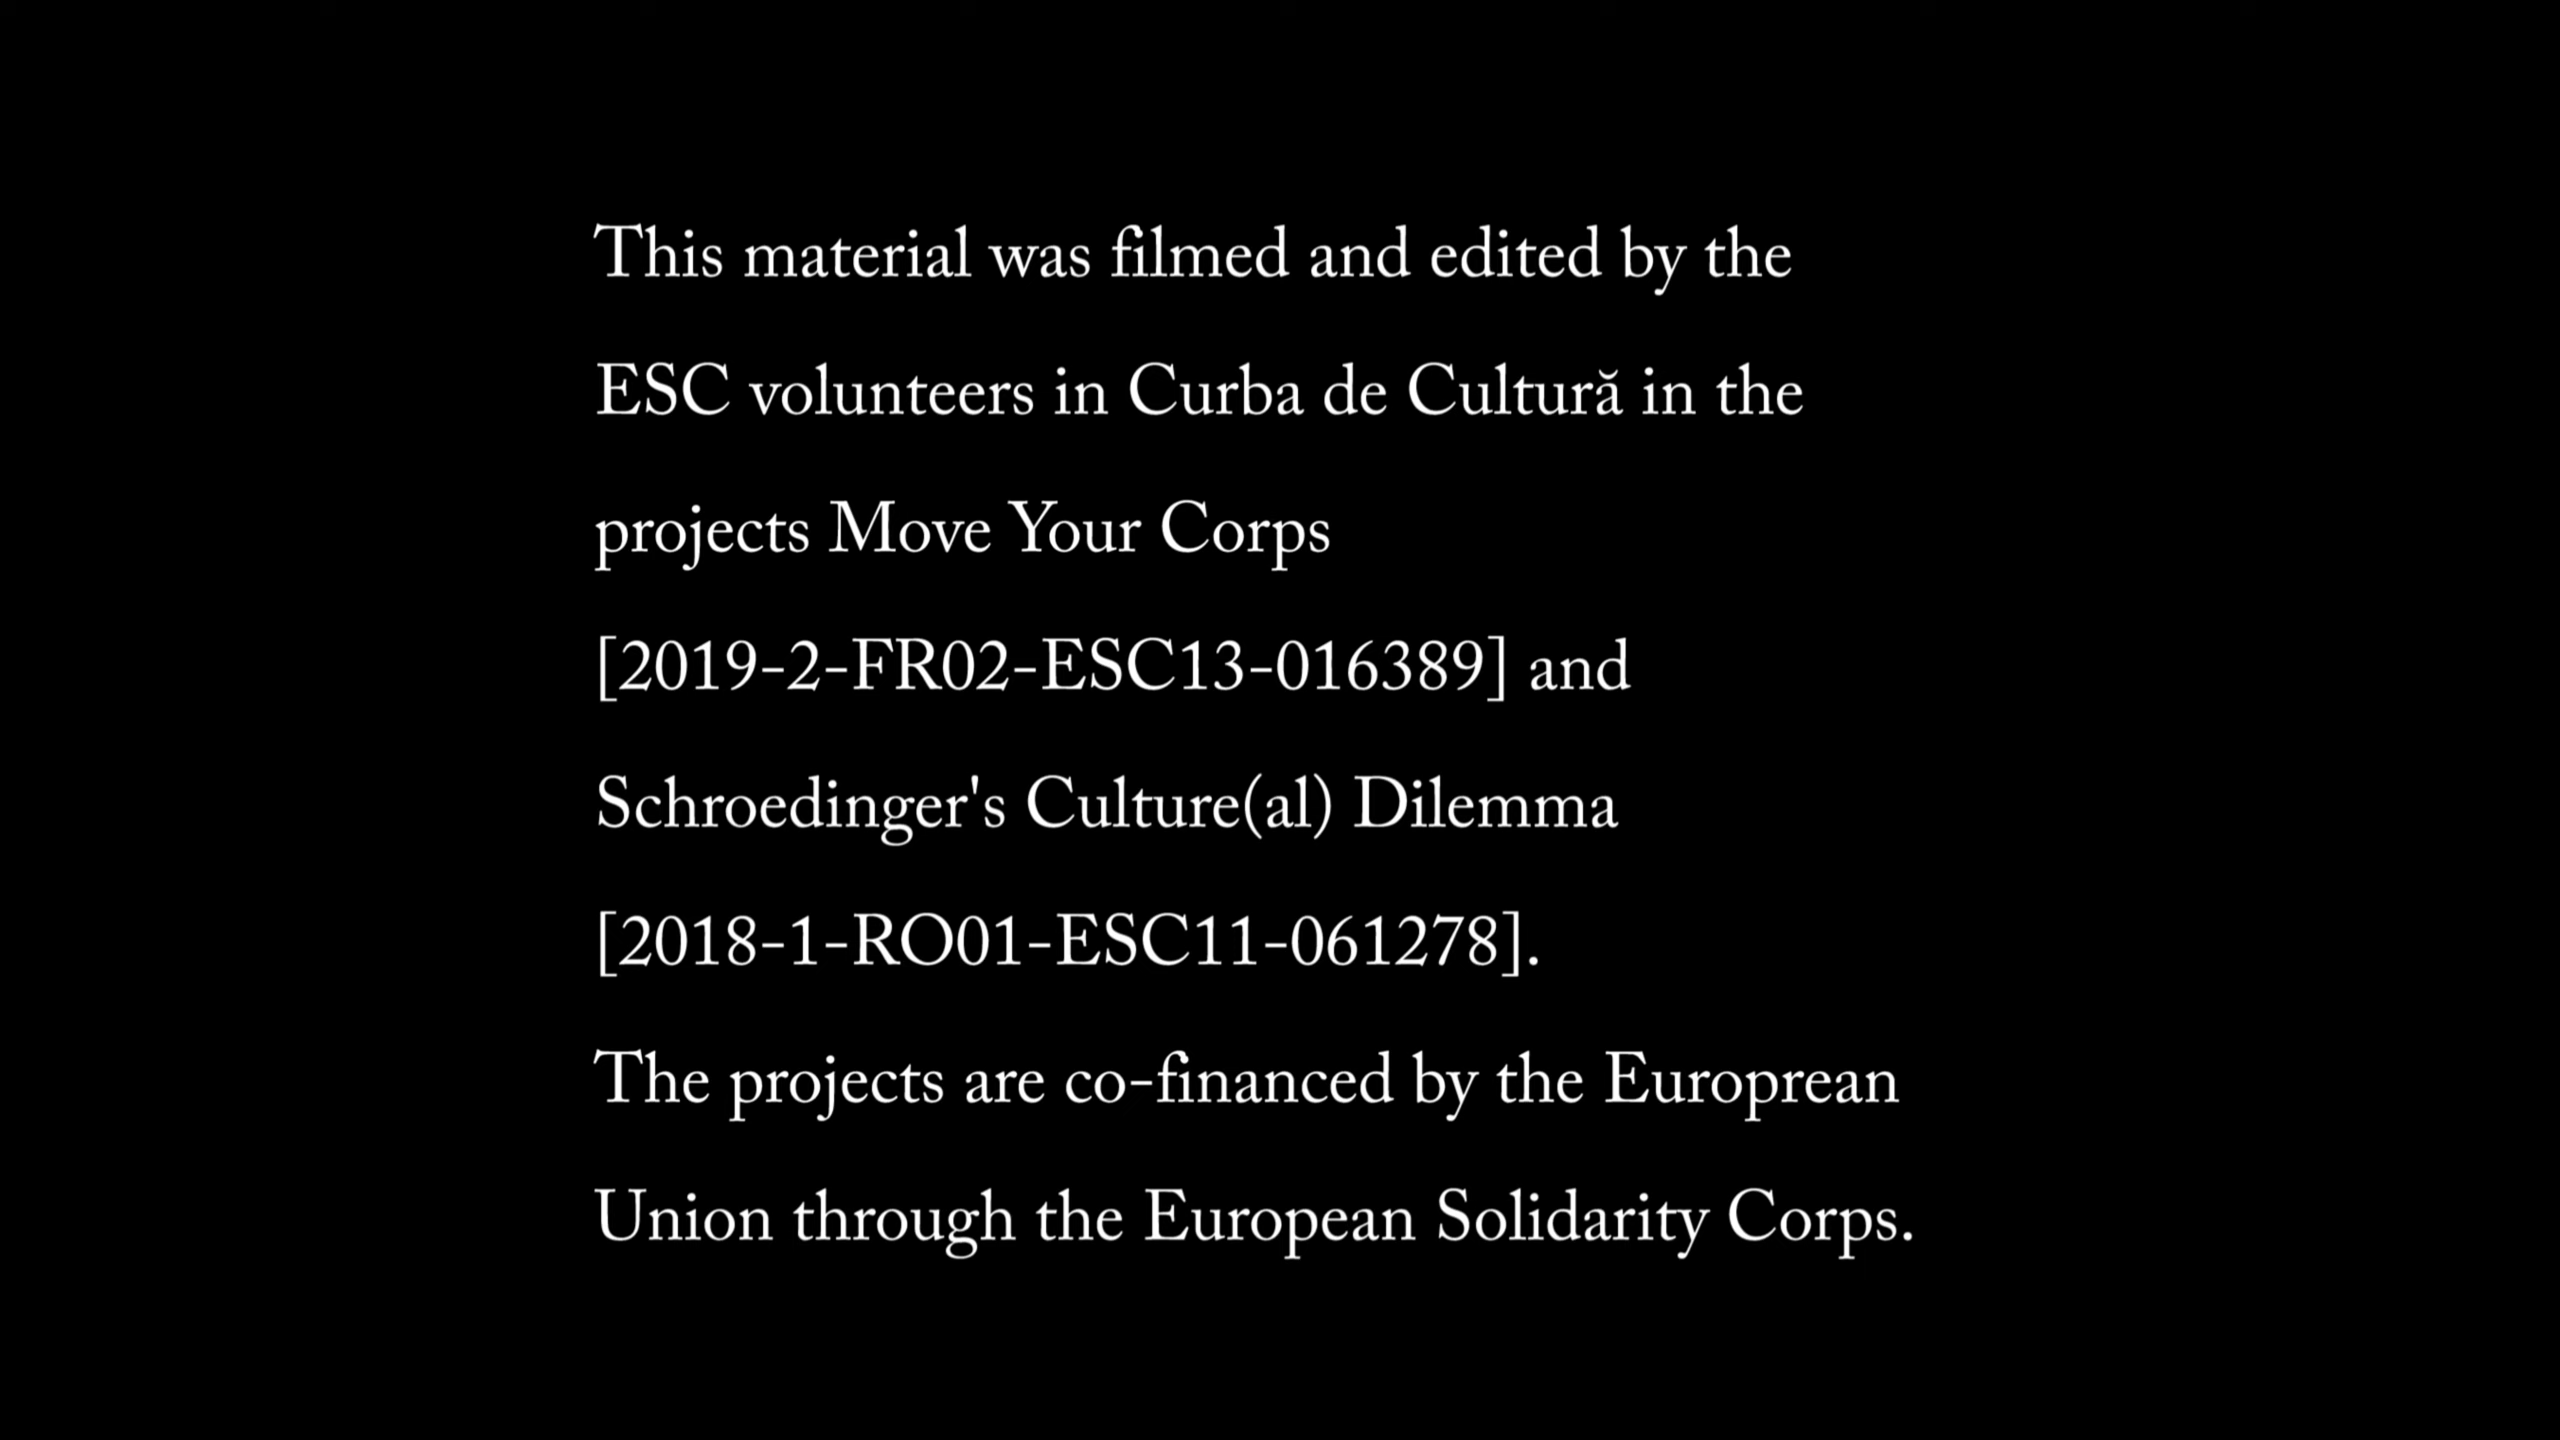 This material was filmed and edited by the
ESC volunteers in Curba de Cultură in the
projects Move Your Corps
[2019-2-FR02-ESC13-016389] and
Schroedinger's Culture(al) Dilemma
[2018-1-RO01-ESC11-061278].
The projects are co-financed by the Europrean
Union through the European Solidarity Corps.